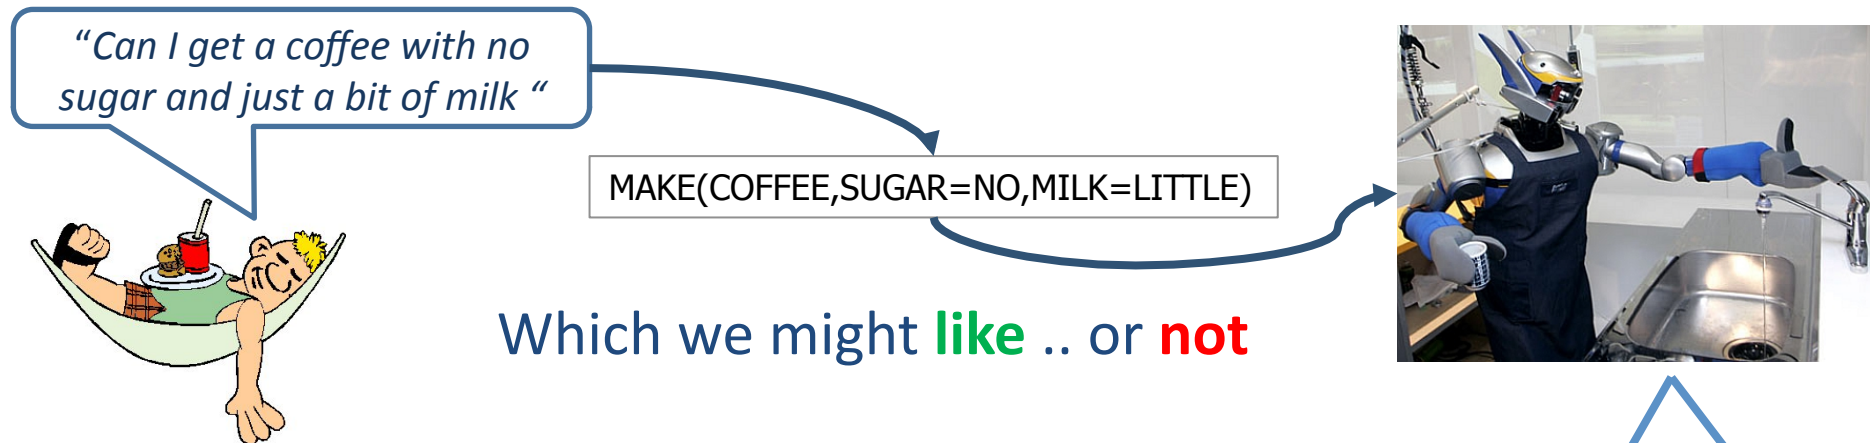 “Can I get a coffee with no
sugar and just a bit of milk “
MAKE(COFFEE,SUGAR=NO,MILK=LITTLE)
Which we might like .. or not